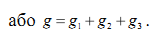 або g = g₁ + g₂ + g₃ .